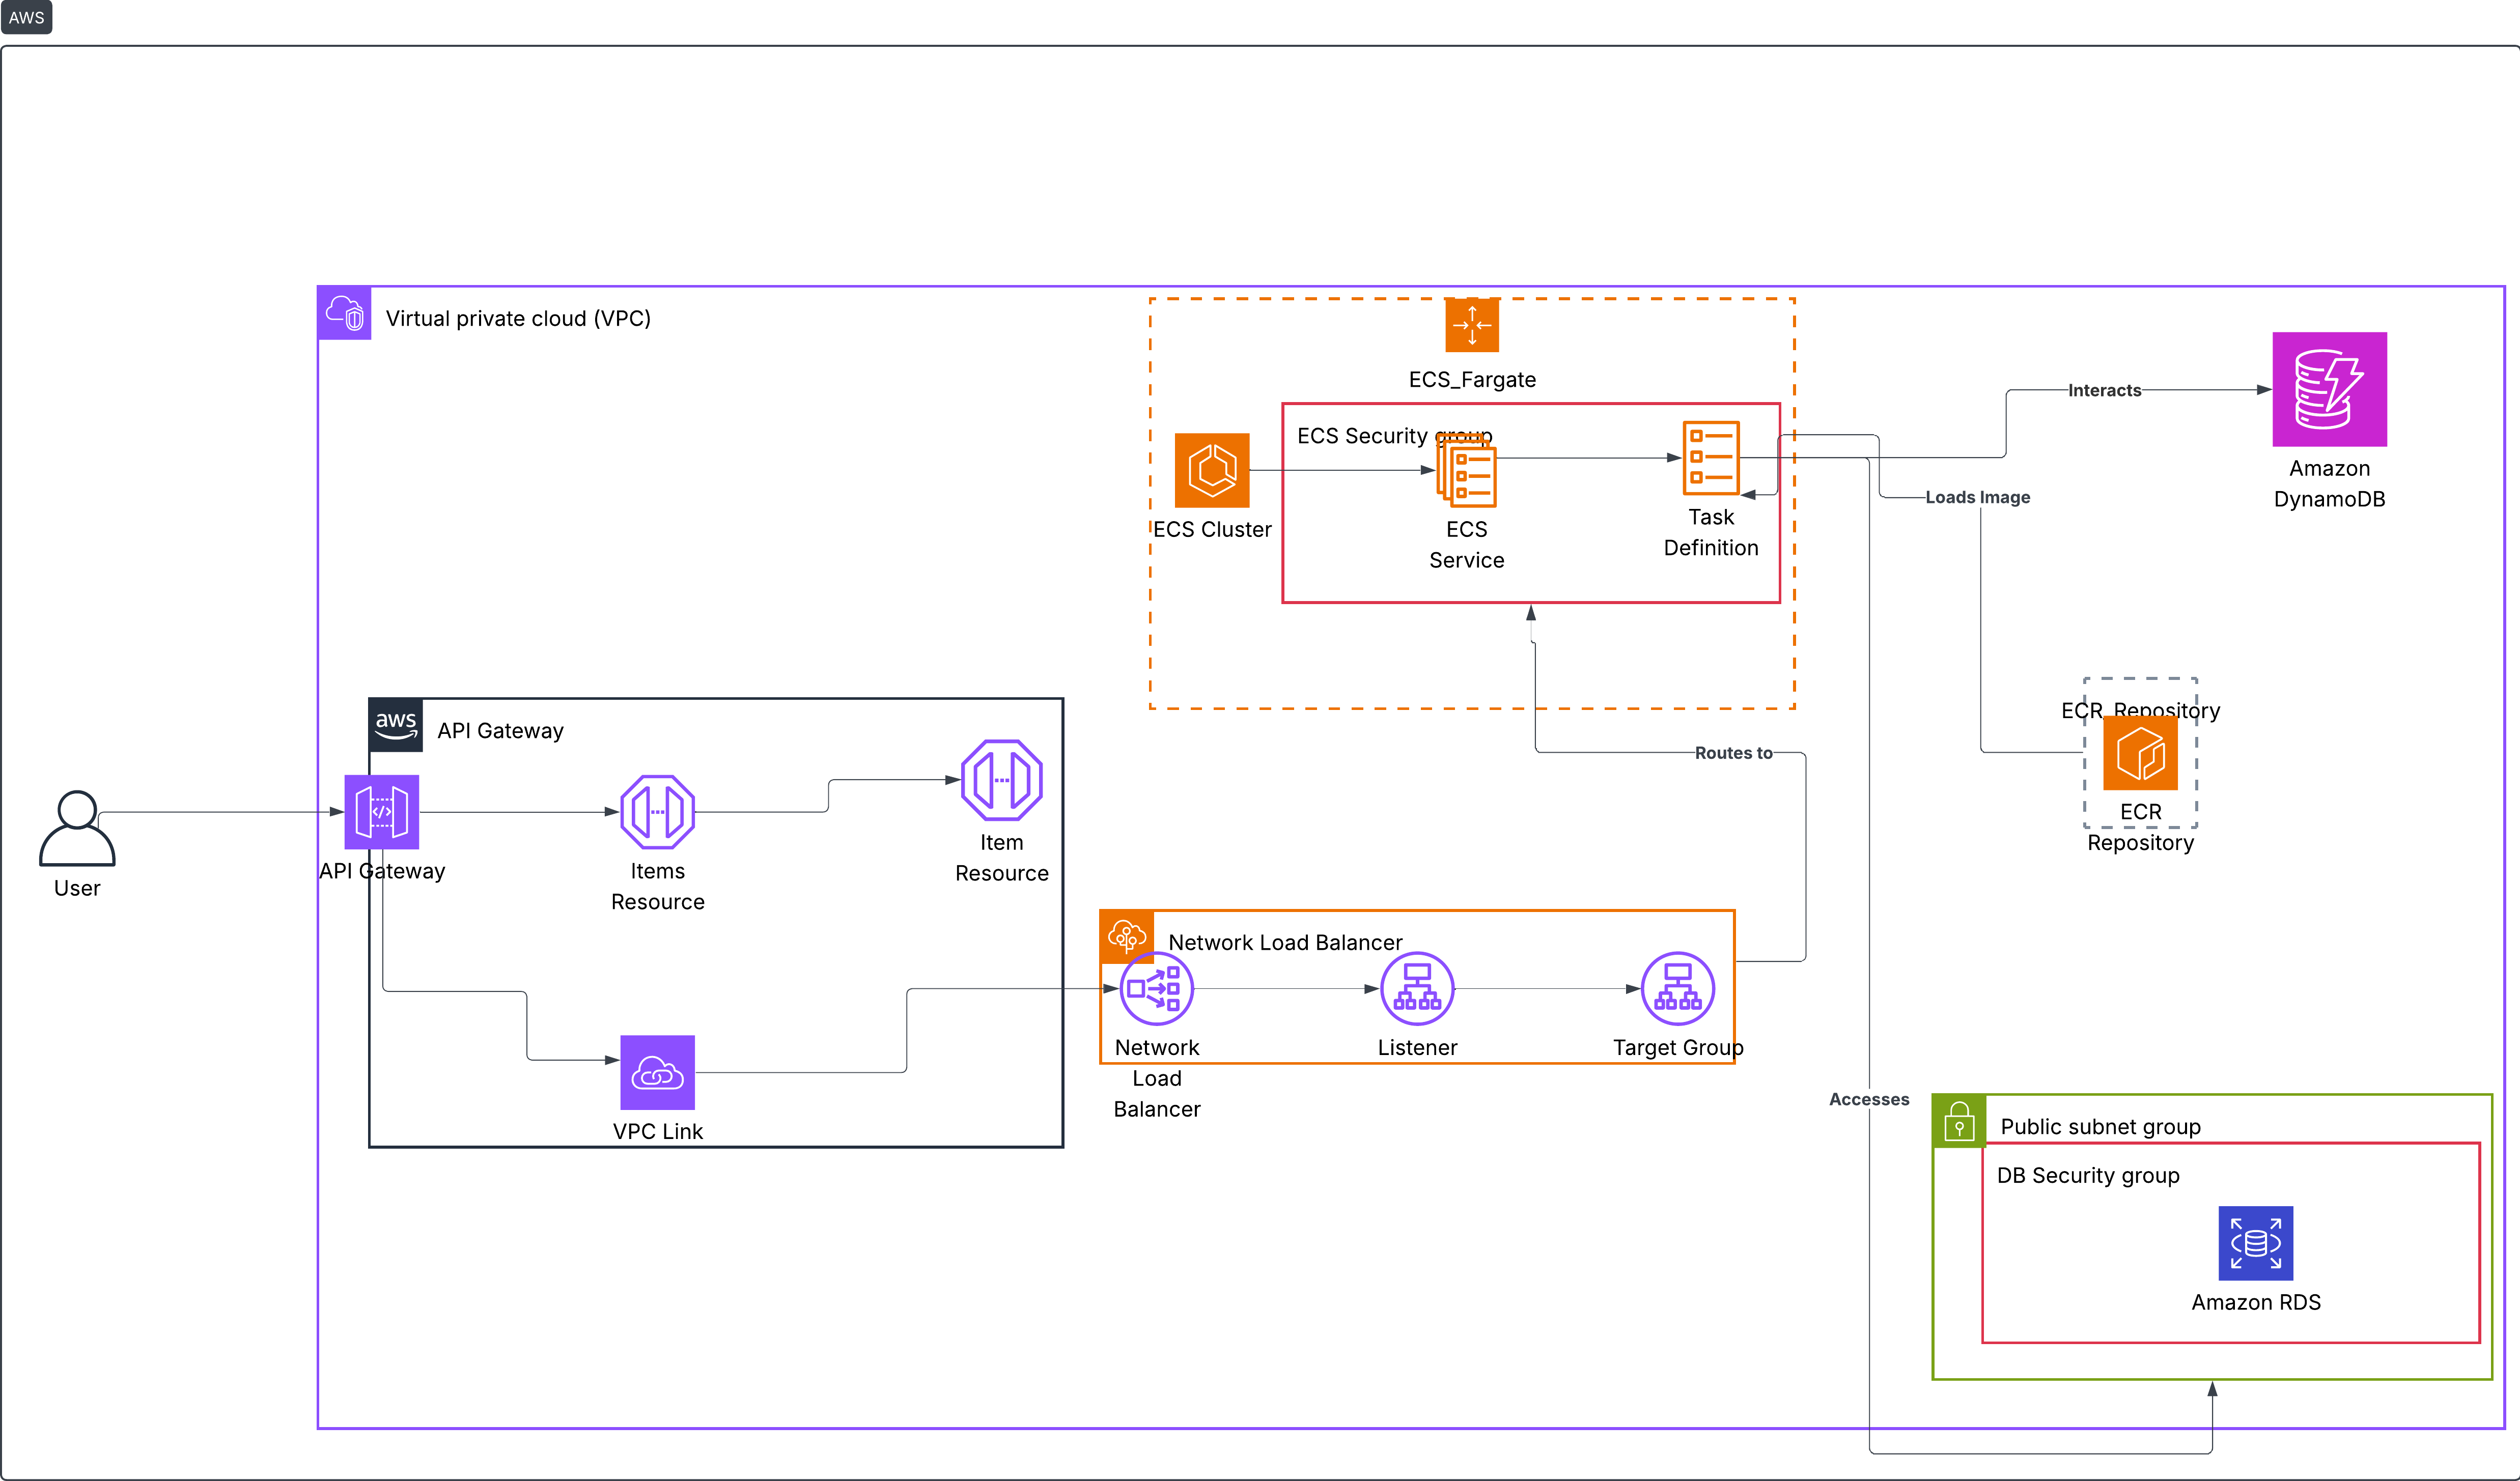 AWS
Virtual private cloud (VPC)
ECS_Fargate
ECS Security group
ECS Cluster
ECS
Service
Task
Definition
Interacts
Amazon
DynamoDB
Loads Image
ECR_Repository
ECR
Repository
aws
API Gateway
User
API Gateway
</>
Items
Resource
Item
Resource
VPC Link
Routes to
Network Load Balancer
Network
Load
Balancer
Listener
Target Group
Accesses
Public subnet group
DB Security group
Amazon RDS